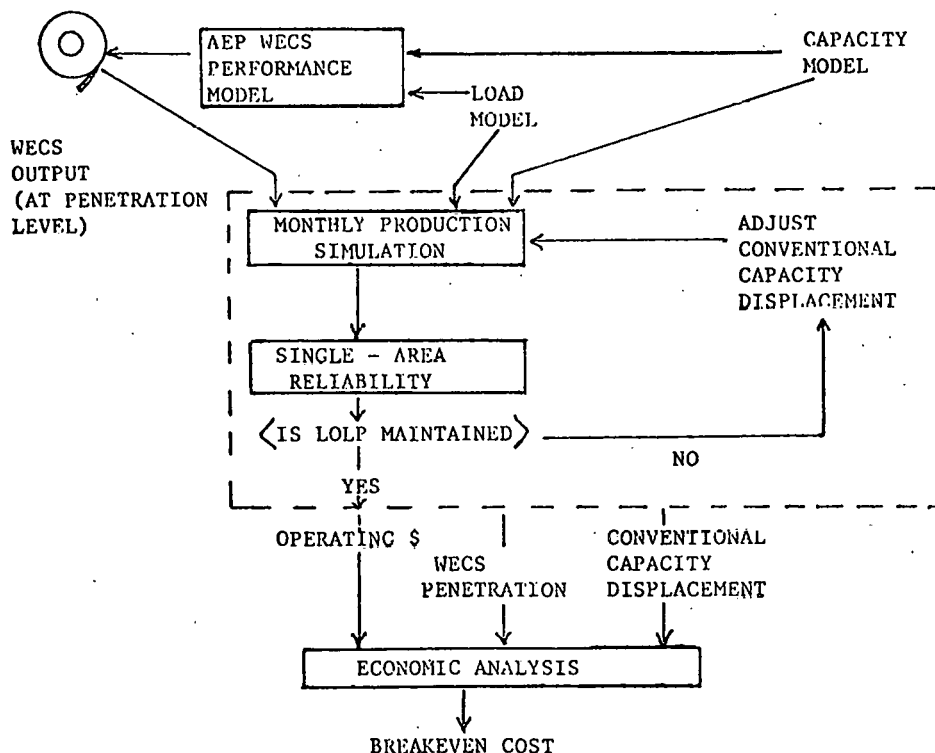 AEP WECS
PERFORMANCE
MODEL
CAPACITY
MODEL
LOAD
MODEL
WECS
OUTPUT
(AT PENETRATION
LEVEL)
MONTHLY PRODUCTION
SIMULATION
ADJUST
CONVENTIONAL
CAPACITY
DISPLACEMENT
SINGLE - AREA
RELIABILITY
IS LOLP MAINTAINED
NO
YES
OPERATING $
WECS
PENETRATION
CONVENTIONAL
CAPACITY
DISPLACEMENT
ECONOMIC ANALYSIS
BREAKEVEN COST